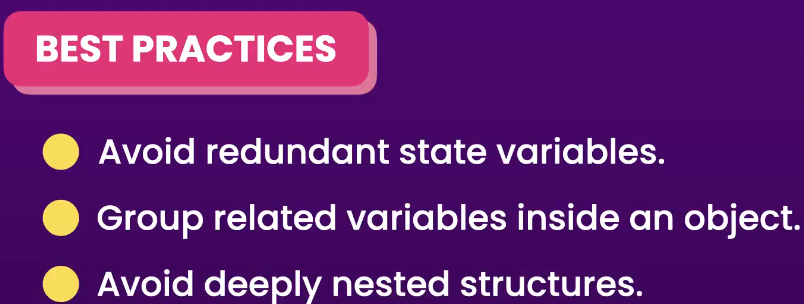 BEST PRACTICES
Avoid redundant state variables.
Group related variables inside an object.
Avoid deeply nested structures.